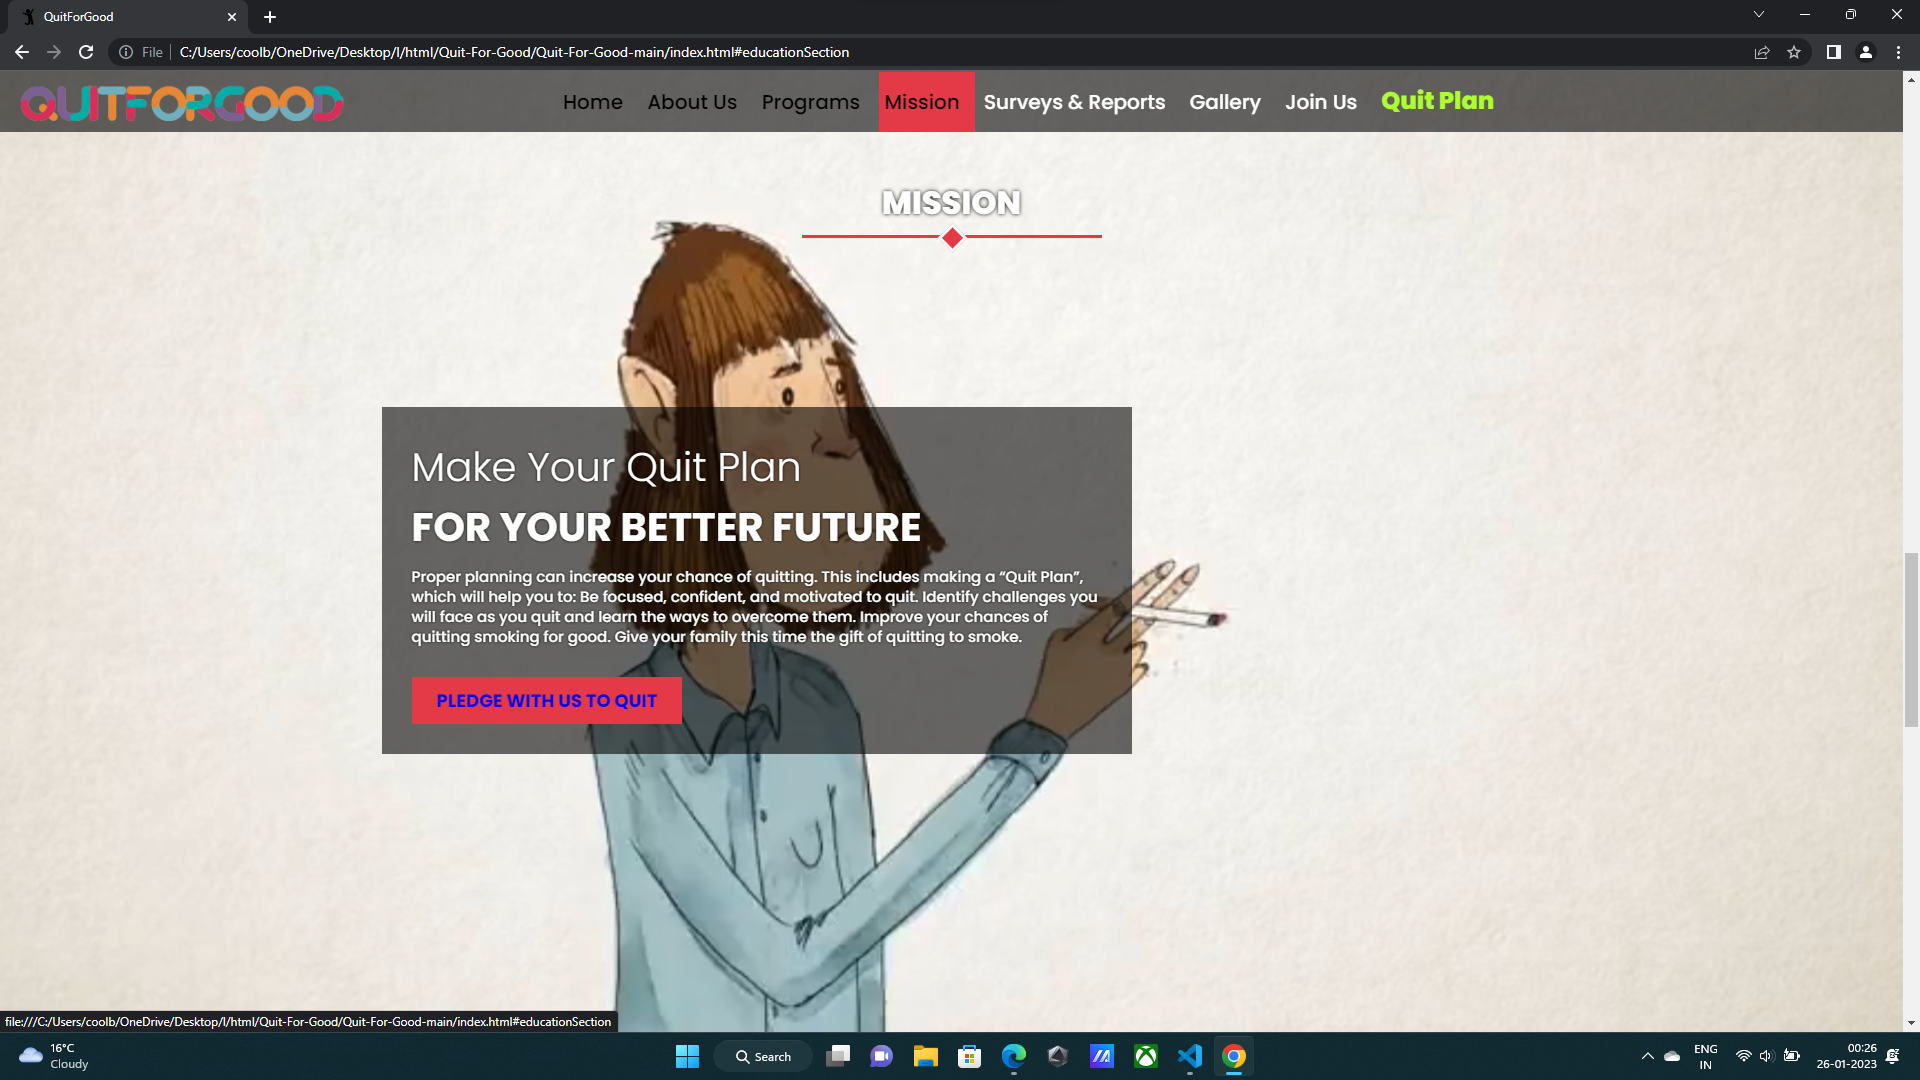 QuitForGood
File
C:/Users/coolb/OneDrive/Desktop/l/html/Quit-For-Good/Quit-For-Good-main/index.html#educationSection
QUITFORGOOD
Home
About Us
Programs
Mission
Surveys & Reports
Gallery
Join Us
Quit Plan
MISSION
Make Your Quit Plan
FOR YOUR BETTER FUTURE
Proper planning can increase your chance of quitting. This includes making a “Quit Plan”,
which will help you to: Be focused, confident, and motivated to quit. Identify challenges you
will face as you quit and learn the ways to overcome them. Improve your chances of
quitting smoking for good. Give your family this time the gift of quitting to smoke.
PLEDGE WITH US TO QUIT
file:///C:/Users/coolb/OneDrive/Desktop/l/html/Quit-For-Good/Quit-For-Good-main/index.html#educationSection
16°C
Cloudy
Search
ENG
IN
00:26
26-01-2023